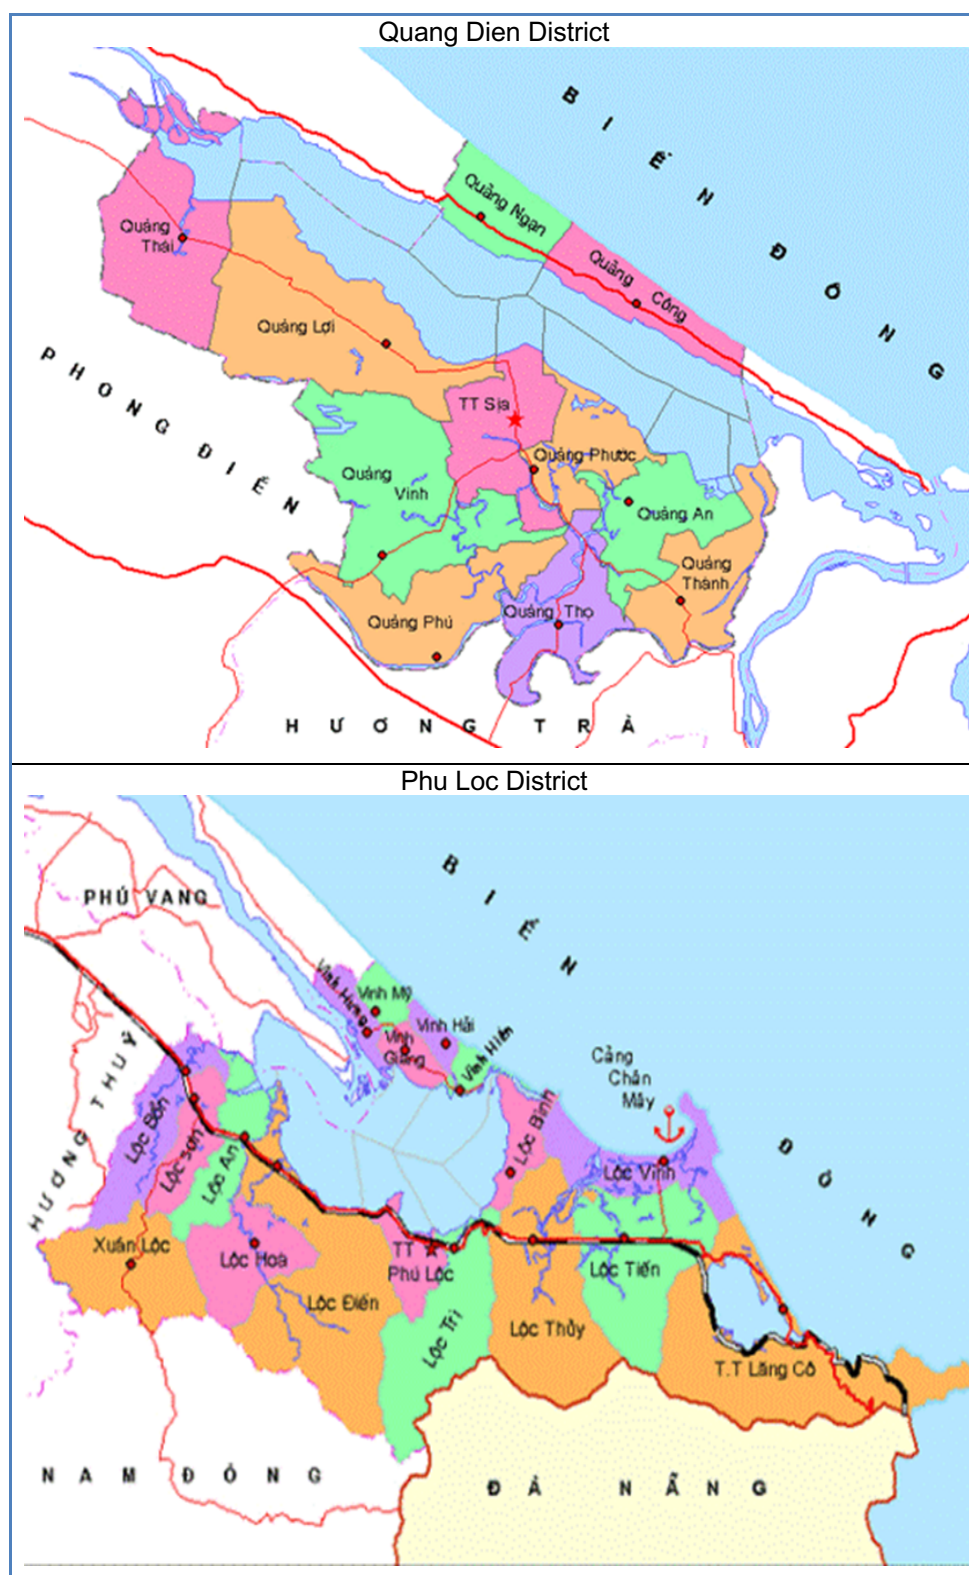 Quang Dien District
BIỂN ĐÔNG
Quảng Ngạn
Quảng Công
Quảng
Thái
Quảng Lợi
PHONG ĐIỀN
TT Sịa
Quảng Phước
Quảng
Vinh
Quảng An
Quảng
Thành
Quảng Thọ
Quảng Phú
HƯƠNG TRÀ
Phu Loc District
BIỂN ĐÔNG
PHÚ VANG
Vinh Hưng
Vinh Mỹ
Vinh Hải
Vinh
Giang
Vinh Hiền
Cảng
Chân
Mây
HƯƠNG THUỶ
Lộc Bổn
Lộc sơn
Lộc An
Lộc Bình
Lộc Vĩnh
Xuân Lộc
Lộc Hoà
TT
Phú Lộc
Lộc Tiến
Lộc Điền
Lộc Trì
Lộc Thủy
T.T Lăng Cô
NAM ĐÔNG
ĐÀ NẴNG